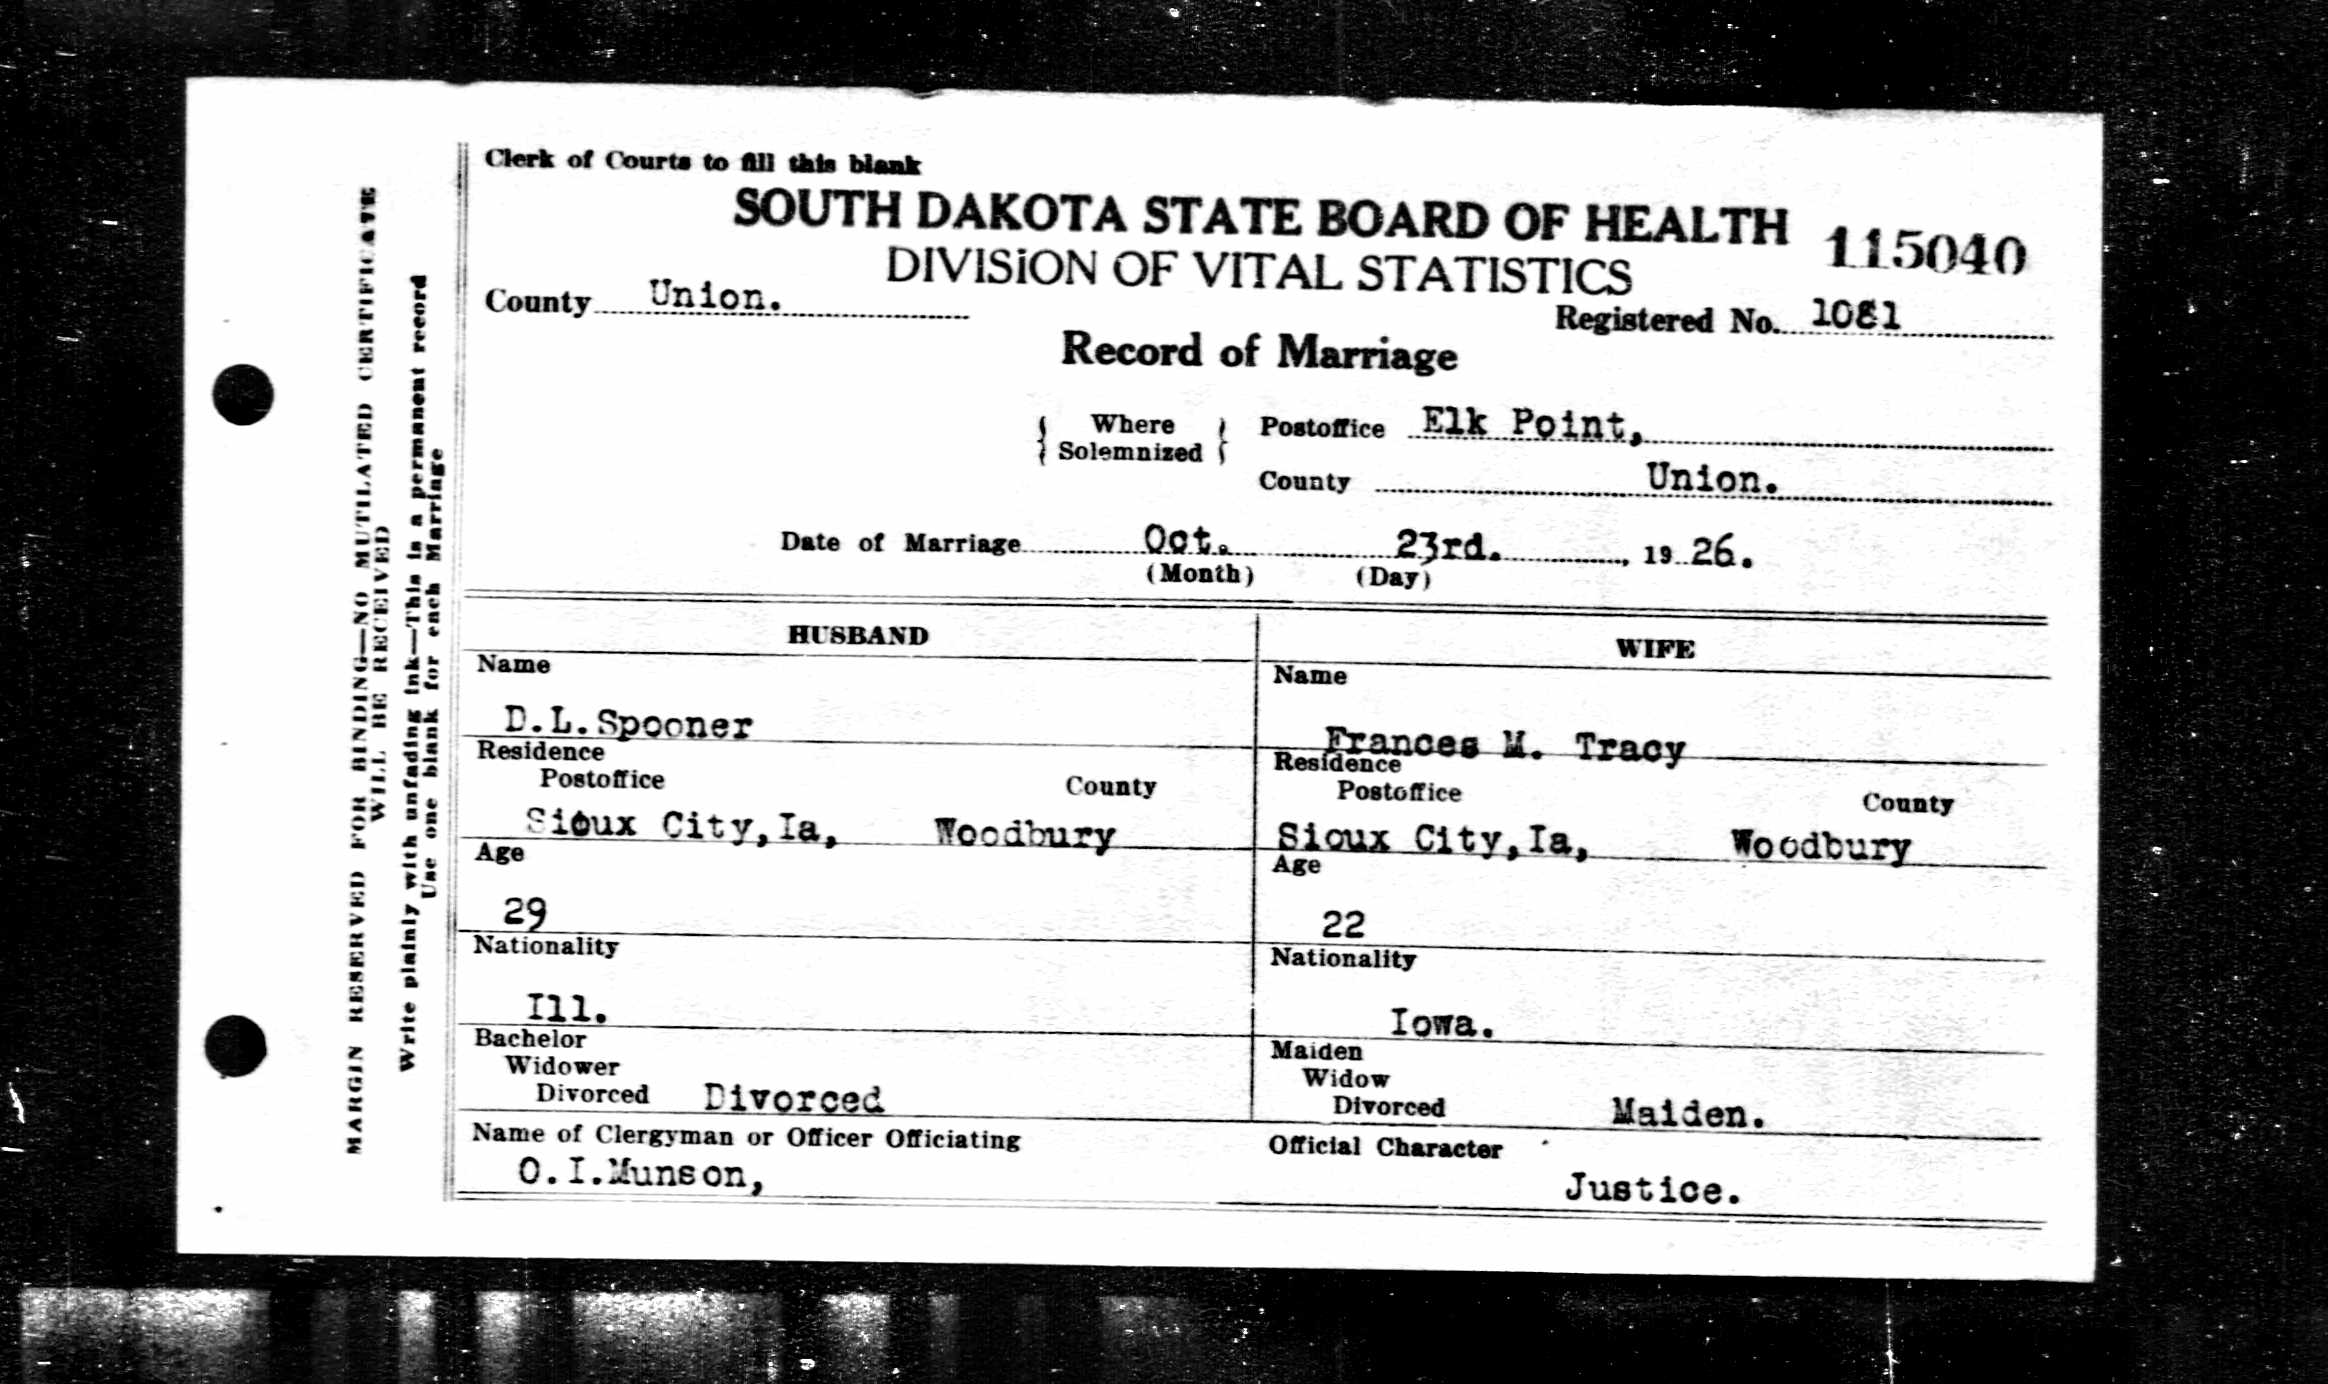 Clerk of Courts to fill this blank
SOUTH DAKOTA STATE BOARD OF HEALTH 115040
DIVISION OF VITAL STATISTICS
County Union.
Registered No. 1081
Record of Marriage
Where Solemnized
Postoffice Elk Point,
County Union.
Date of Marriage Oct. 23rd. , 19 26.
(Month) (Day)
HUSBAND
Name
D.L.Spooner
Residence
Postoffice County
Sioux City,Ia, Woodbury
Age
29
Nationality
Ill.
Bachelor
Widower
Divorced Divorced
WIFE
Name
Frances M. Tracy
Residence
Postoffice County
Sioux City,Ia, Woodbury
Age
22
Nationality
Iowa.
Maiden
Widow
Divorced Maiden.
Name of Clergyman or Officer Officiating
O.I.Munson,
Official Character
Justice.
MARGIN RESERVED FOR BINDING—NO MUTILATED CERTIFICATE
WILL BE RECEIVED
Write plainly with unfading ink—This is a permanent record
Use one blank for each Marriage